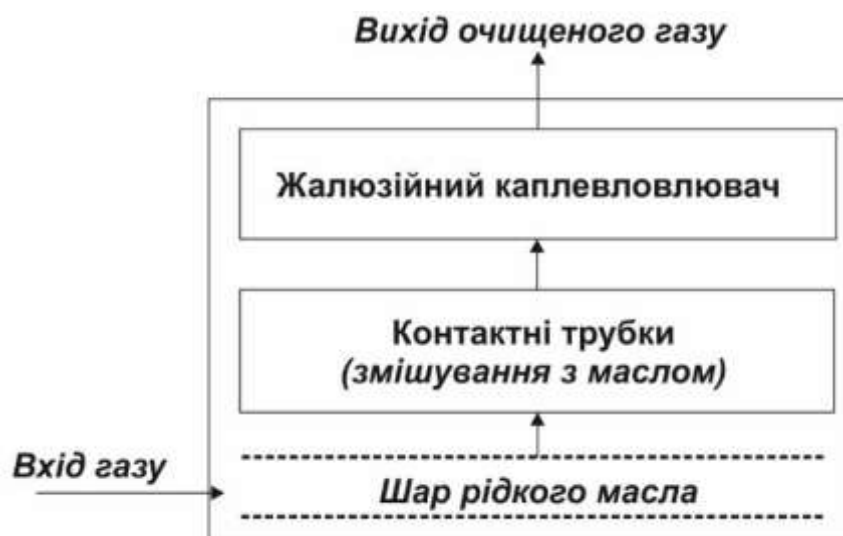 Вихід очищеного газу
Жалюзійний каплевловлювач
Контактні трубки
(змішування з маслом)
Вхід газу
Шар рідкого масла